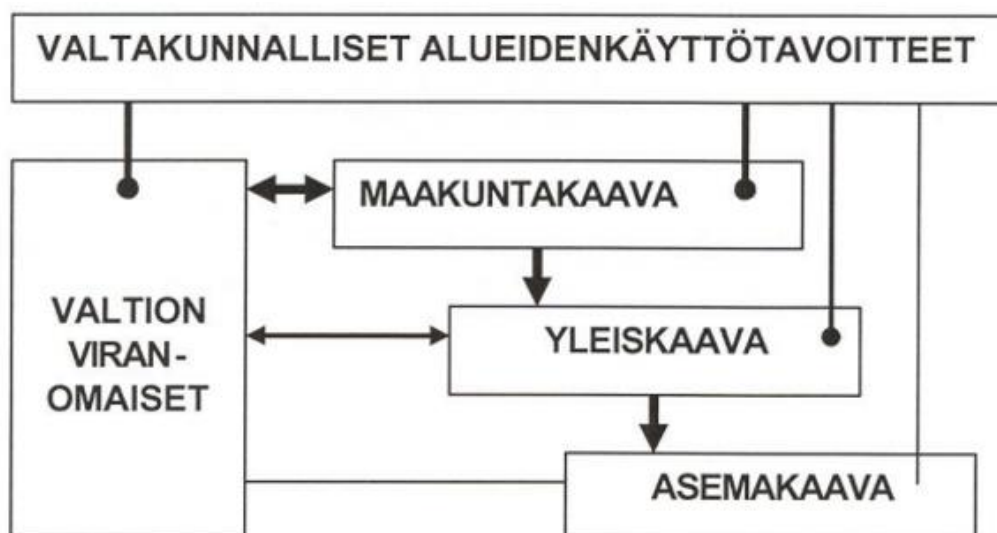 VALTAKUNNALLISET ALUEIDENKÄYTTÖTAVOITTEET
MAAKUNTAKAAVA
VALTION
VIRAN-
OMAISET
YLEISKAAVA
ASEMAKAAVA